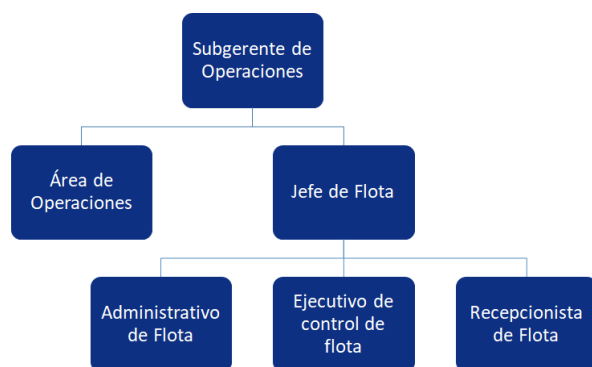 Subgerente de
Operaciones
Área de
Operaciones
Jefe de Flota
Administrativo
de Flota
Ejecutivo de
control de
flota
Recepcionista
de Flota